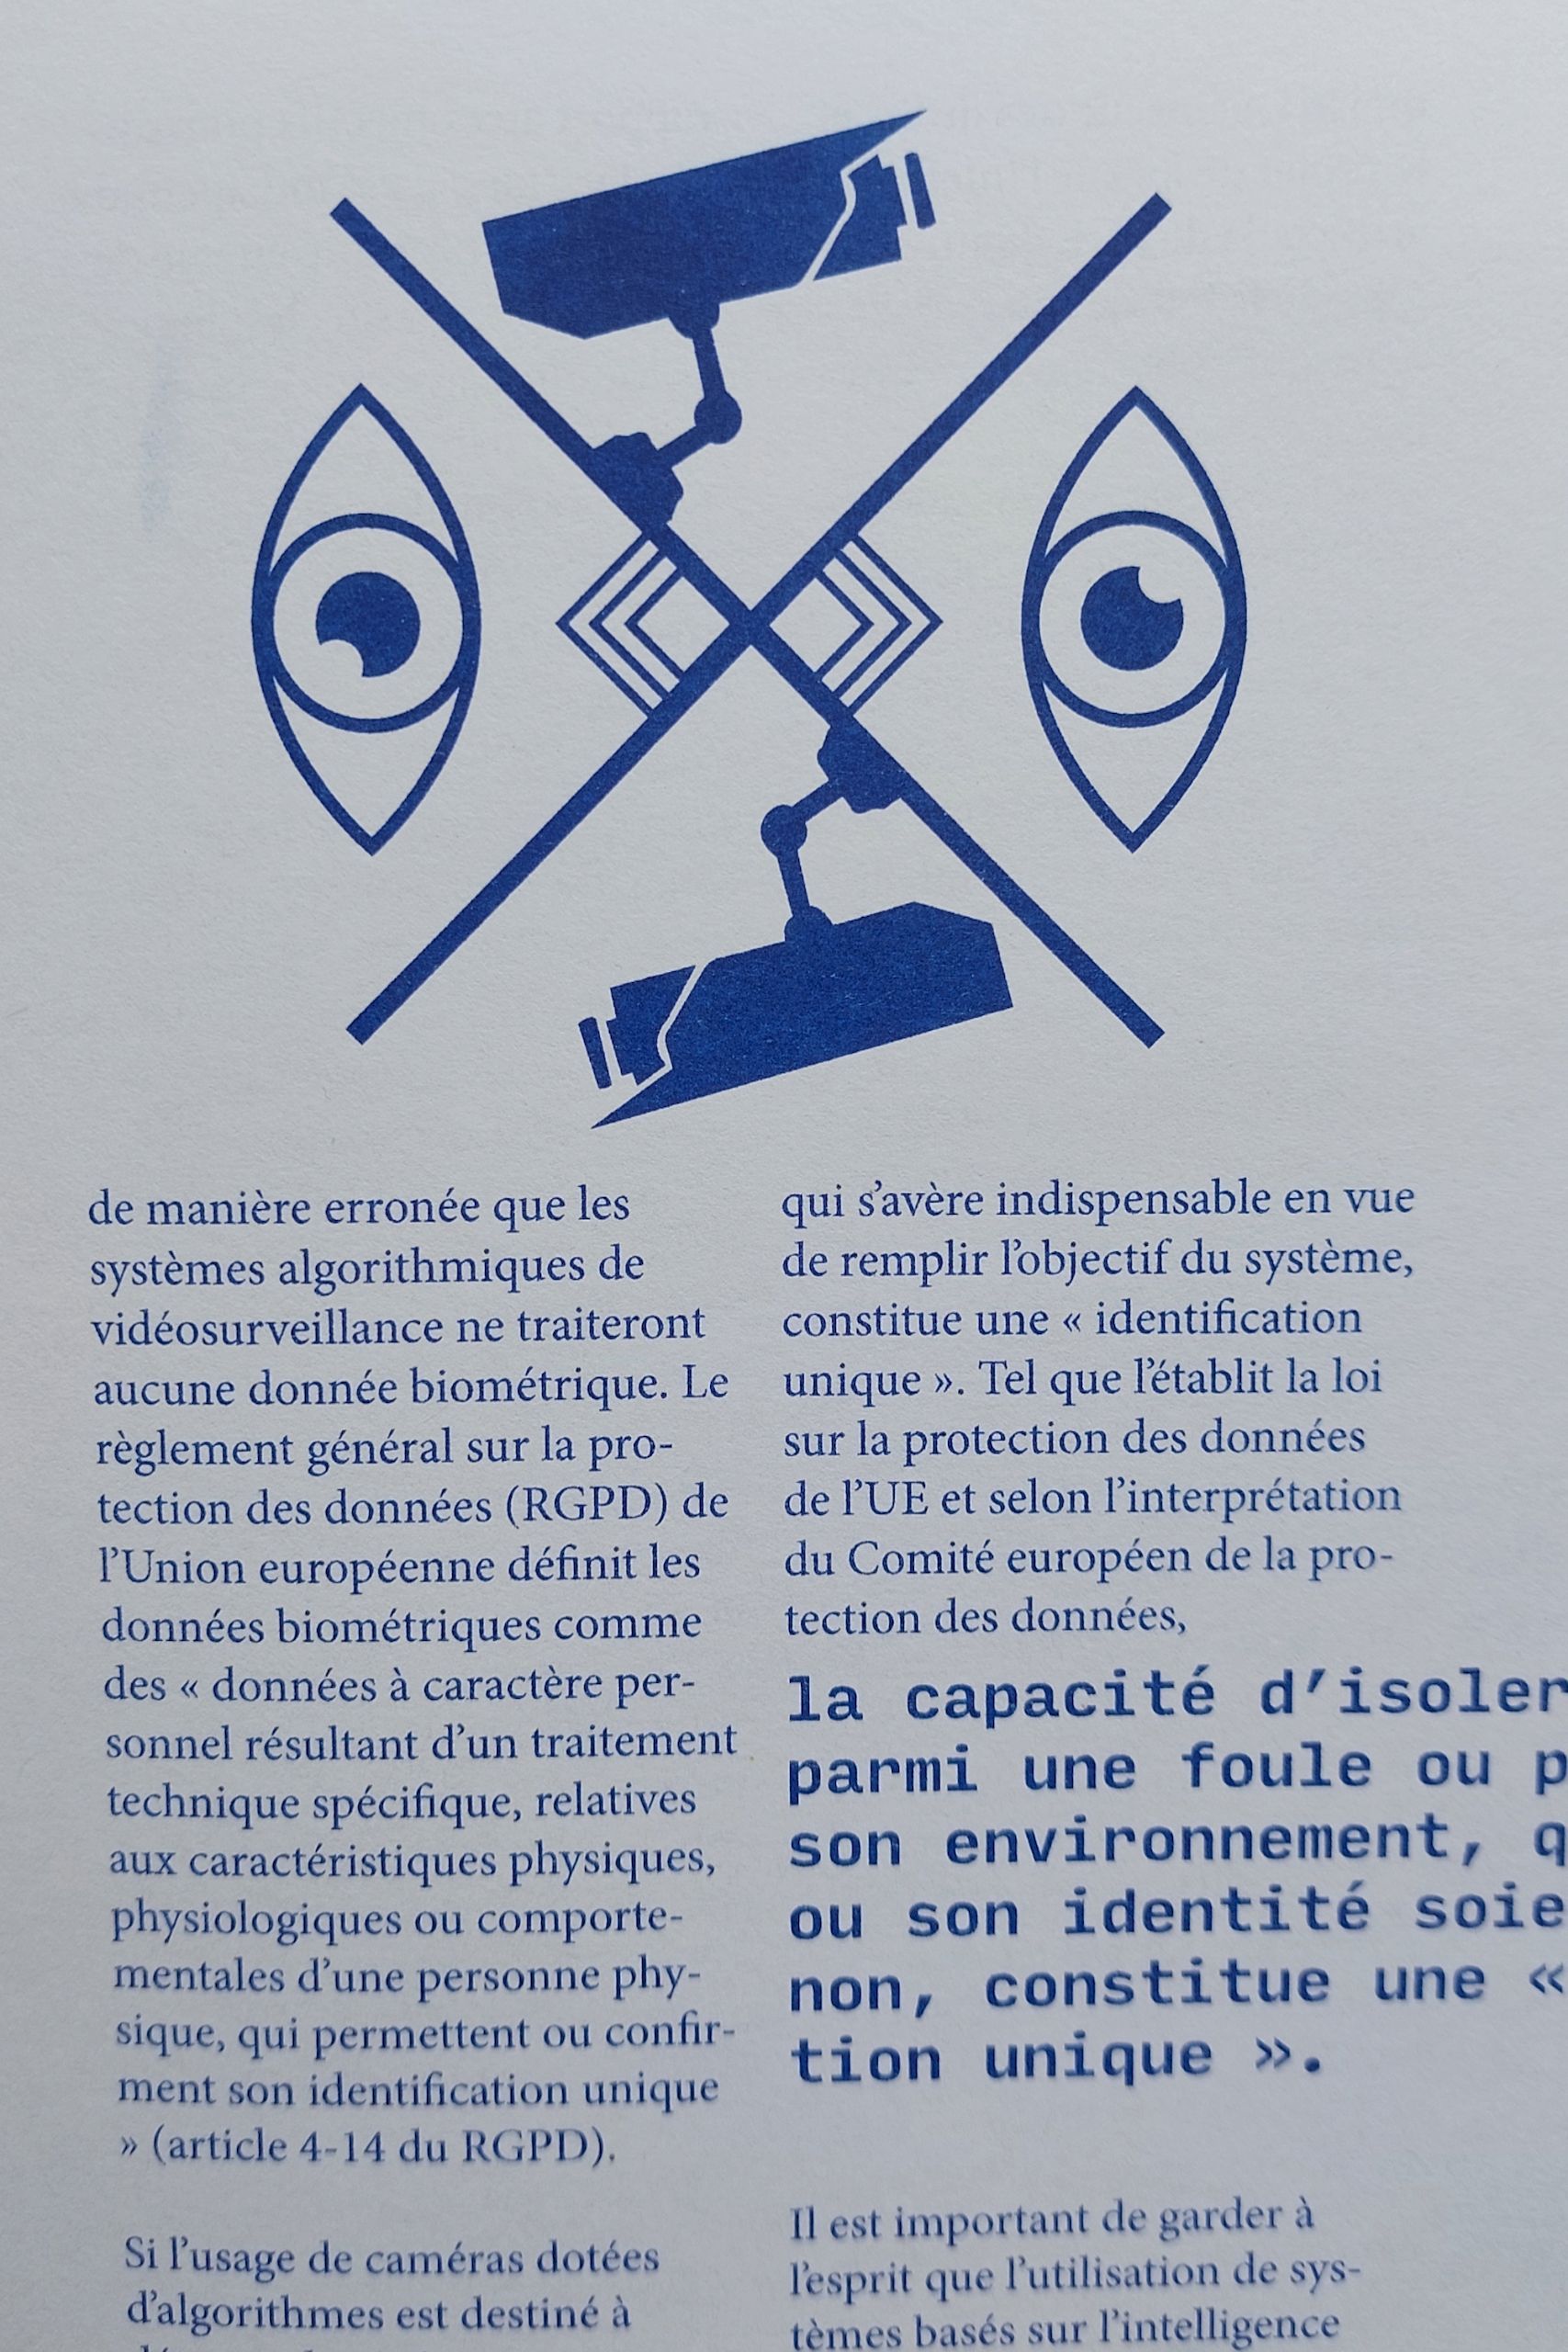 de manière erronée que les
systèmes algorithmiques de
vidéosurveillance ne traiteront
aucune donnée biométrique. Le
règlement général sur la pro-
tection des données (RGPD) de
l’Union européenne définit les
données biométriques comme
des « données à caractère per-
sonnel résultant d’un traitement
technique spécifique, relatives
aux caractéristiques physiques,
physiologiques ou comporte-
mentales d’une personne phy-
sique, qui permettent ou confir-
ment son identification unique
» (article 4-14 du RGPD).
Si l’usage de caméras dotées
d’algorithmes est destiné à
qui s’avère indispensable en vue
de remplir l’objectif du système,
constitue une « identification
unique ». Tel que l’établit la loi
sur la protection des données
de l’UE et selon l’interprétation
du Comité européen de la pro-
tection des données,
la capacité d’isoler
parmi une foule ou
son environnement,
ou son identité
non, constitue une «
tion unique ».
Il est important de garder à
l’esprit que l’utilisation de sys-
tèmes basés sur l’intelligence